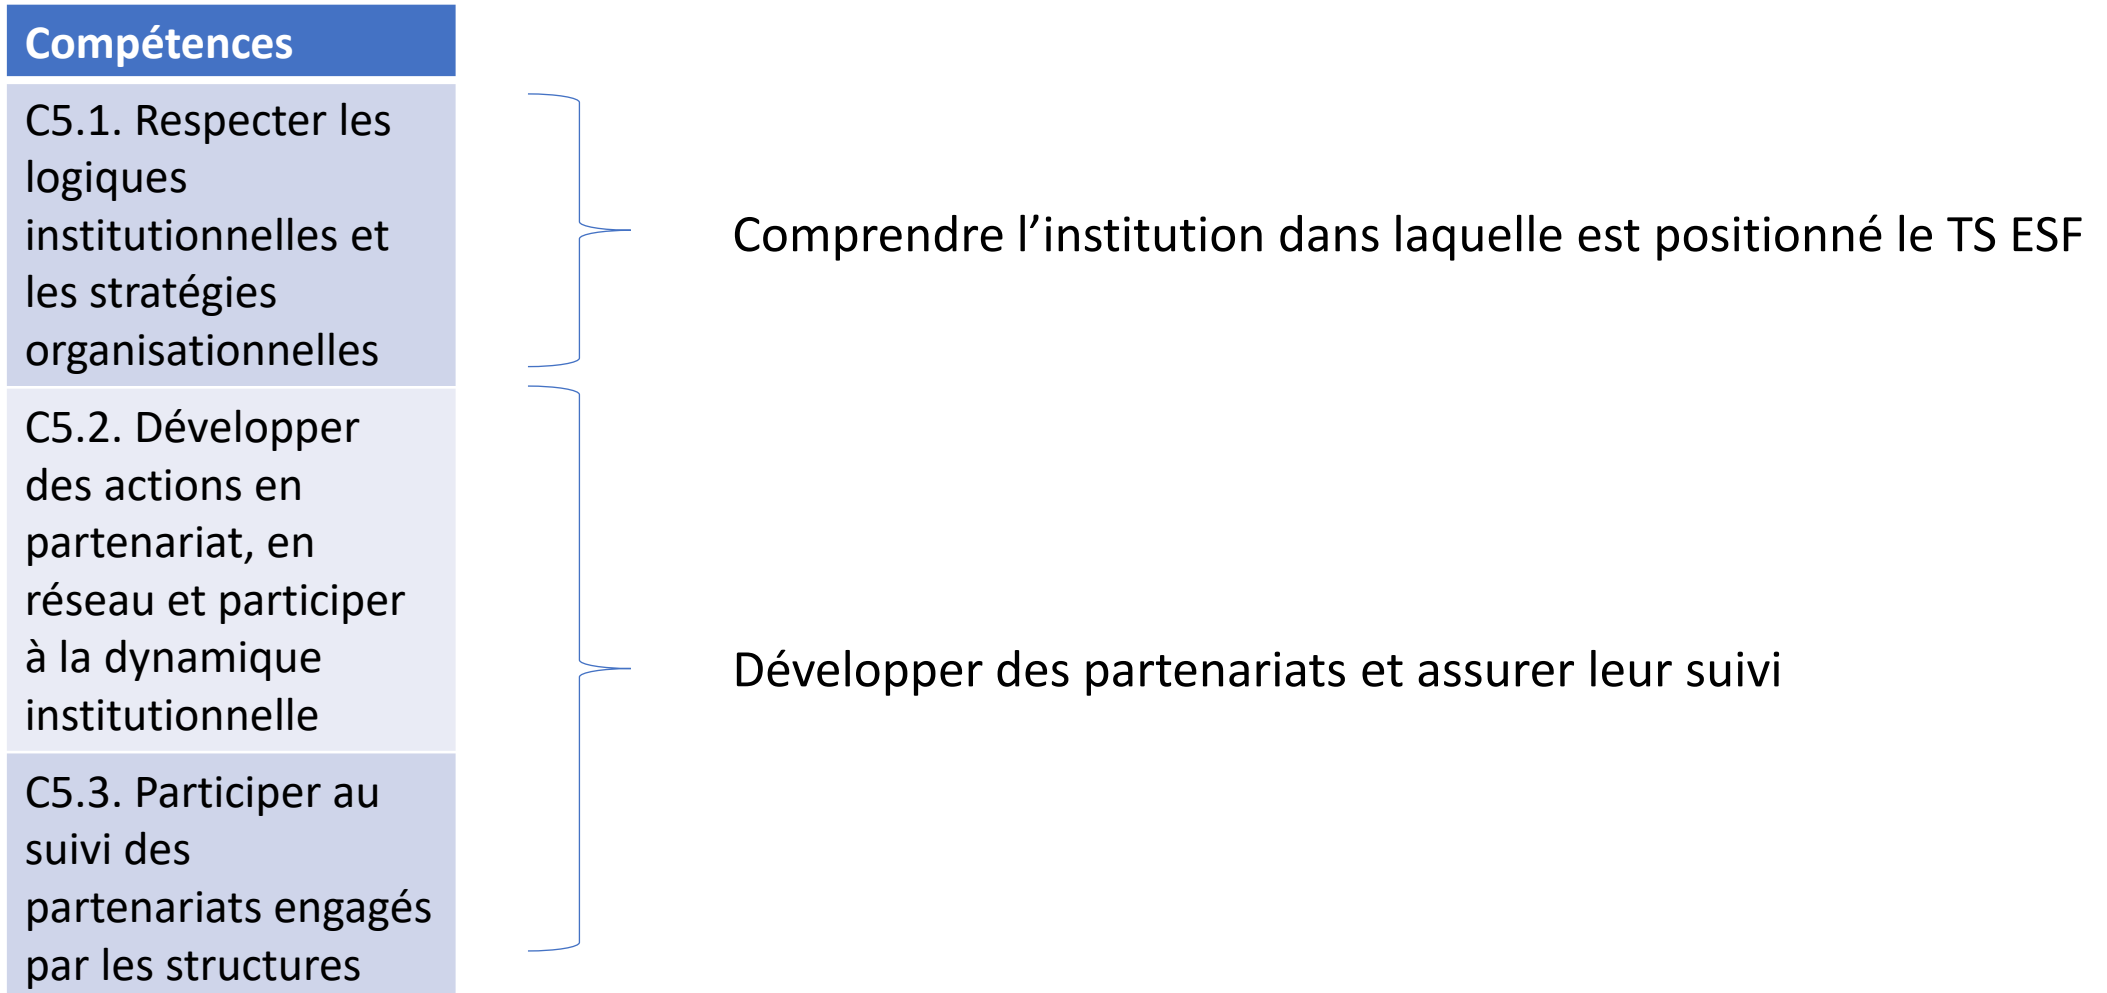 Compétences
C5.1. Respecter les
logiques
institutionnelles et
les stratégies
organisationnelles
Comprendre l’institution dans laquelle est positionné le TS ESF
C5.2. Développer
des actions en
partenariat, en
réseau et participer
à la dynamique
institutionnelle
C5.3. Participer au
suivi des
partenariats engagés
par les structures
Développer des partenariats et assurer leur suivi